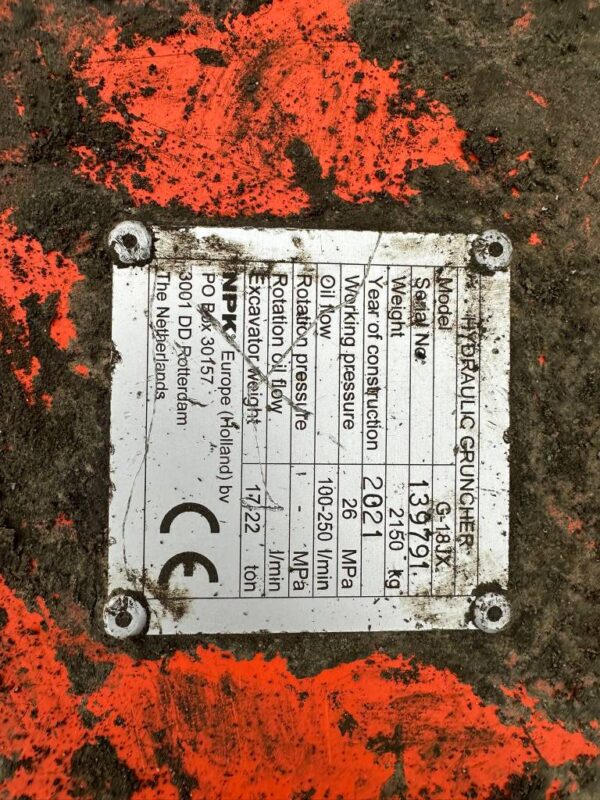 HYDRAULIC CRUNCHER
Model G-18JX
Serial No 139791
Weight 2150 kg
Year of construction 2021
Working pressure 26 MPa
Oil flow 100-250 l/min
Rotation pressure - MPa
Rotation oil flow l/min
Excavator weight 17/22 ton
NPK Europe (Holland) bv
PO Box 30157
3001 DD Rotterdam
The Netherlands
CE